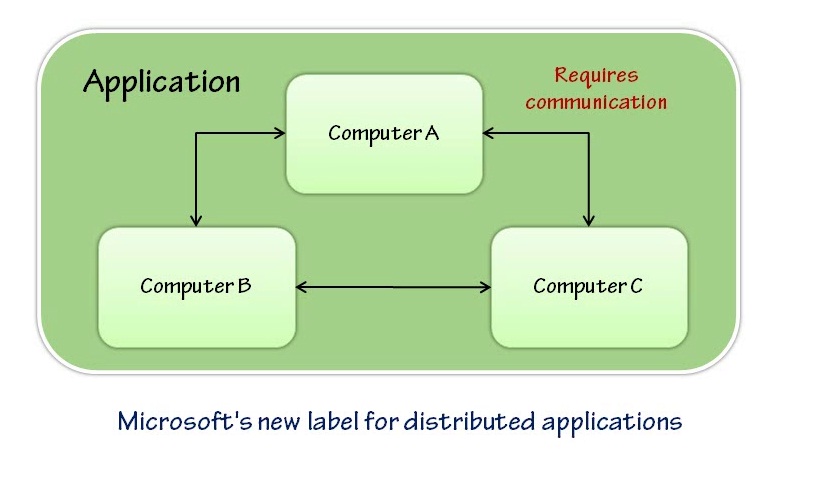 Application
Requires
communication
Computer A
Computer B
Computer C
Microsoft's new label for distributed applications